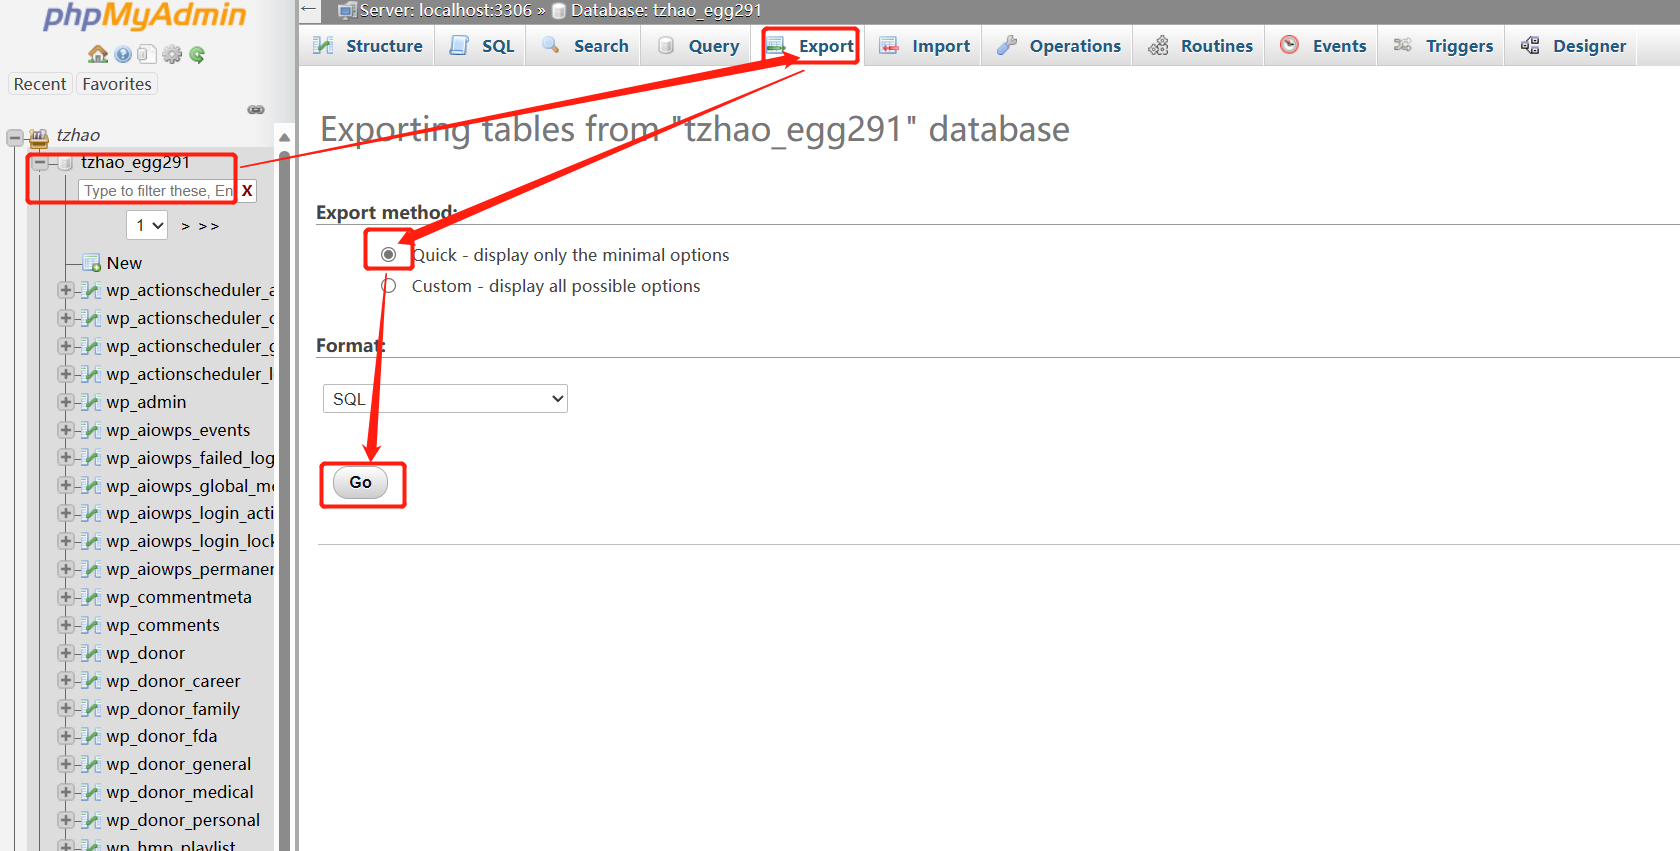 phpMyAdmin
Recent Favorites
tzhao
tzhao_egg291
Type to filter these, En X
1 > >>
New
wp_actionscheduler_a
wp_actionscheduler_c
wp_actionscheduler_g
wp_actionscheduler_l
wp_admin
wp_aiowps_events
wp_aiowps_failed_log
wp_aiowps_global_me
wp_aiowps_login_acti
wp_aiowps_login_lock
wp_aiowps_permaner
wp_commentmeta
wp_comments
wp_donor
wp_donor_career
wp_donor_family
wp_donor_fda
wp_donor_general
wp_donor_medical
wp_donor_personal
wp_hmp_playlist
← Server: localhost:3306 » Database: tzhao_egg291
Structure SQL Search Query Export Import Operations Routines Events Triggers Designer
Exporting tables from "tzhao_egg291" database
Export method:
Quick - display only the minimal options
Custom - display all possible options
Format:
SQL
Go